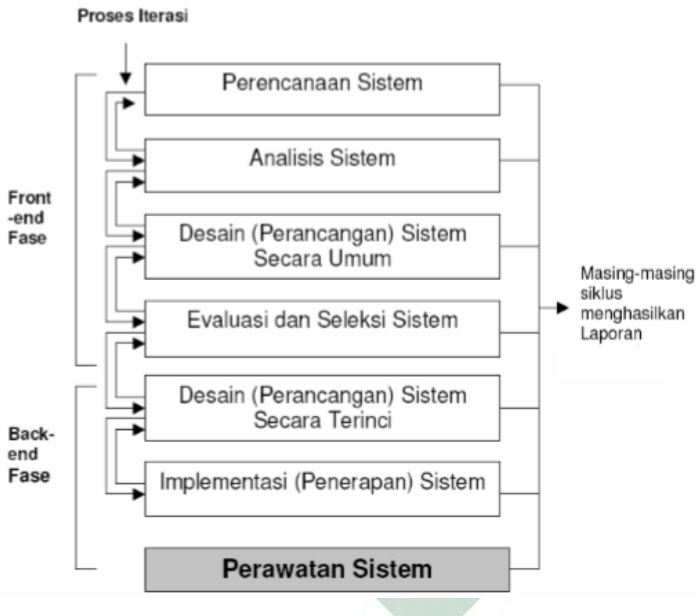 Proses Iterasi
Perencanaan Sistem
Analisis Sistem
Front
-end
Fase
Desain (Perancangan) Sistem
Secara Umum
Masing-masing
siklus
menghasilkan
Laporan
Evaluasi dan Seleksi Sistem
Desain (Perancangan) Sistem
Secara Terinci
Back-
end
Fase
Implementasi (Penerapan) Sistem
Perawatan Sistem